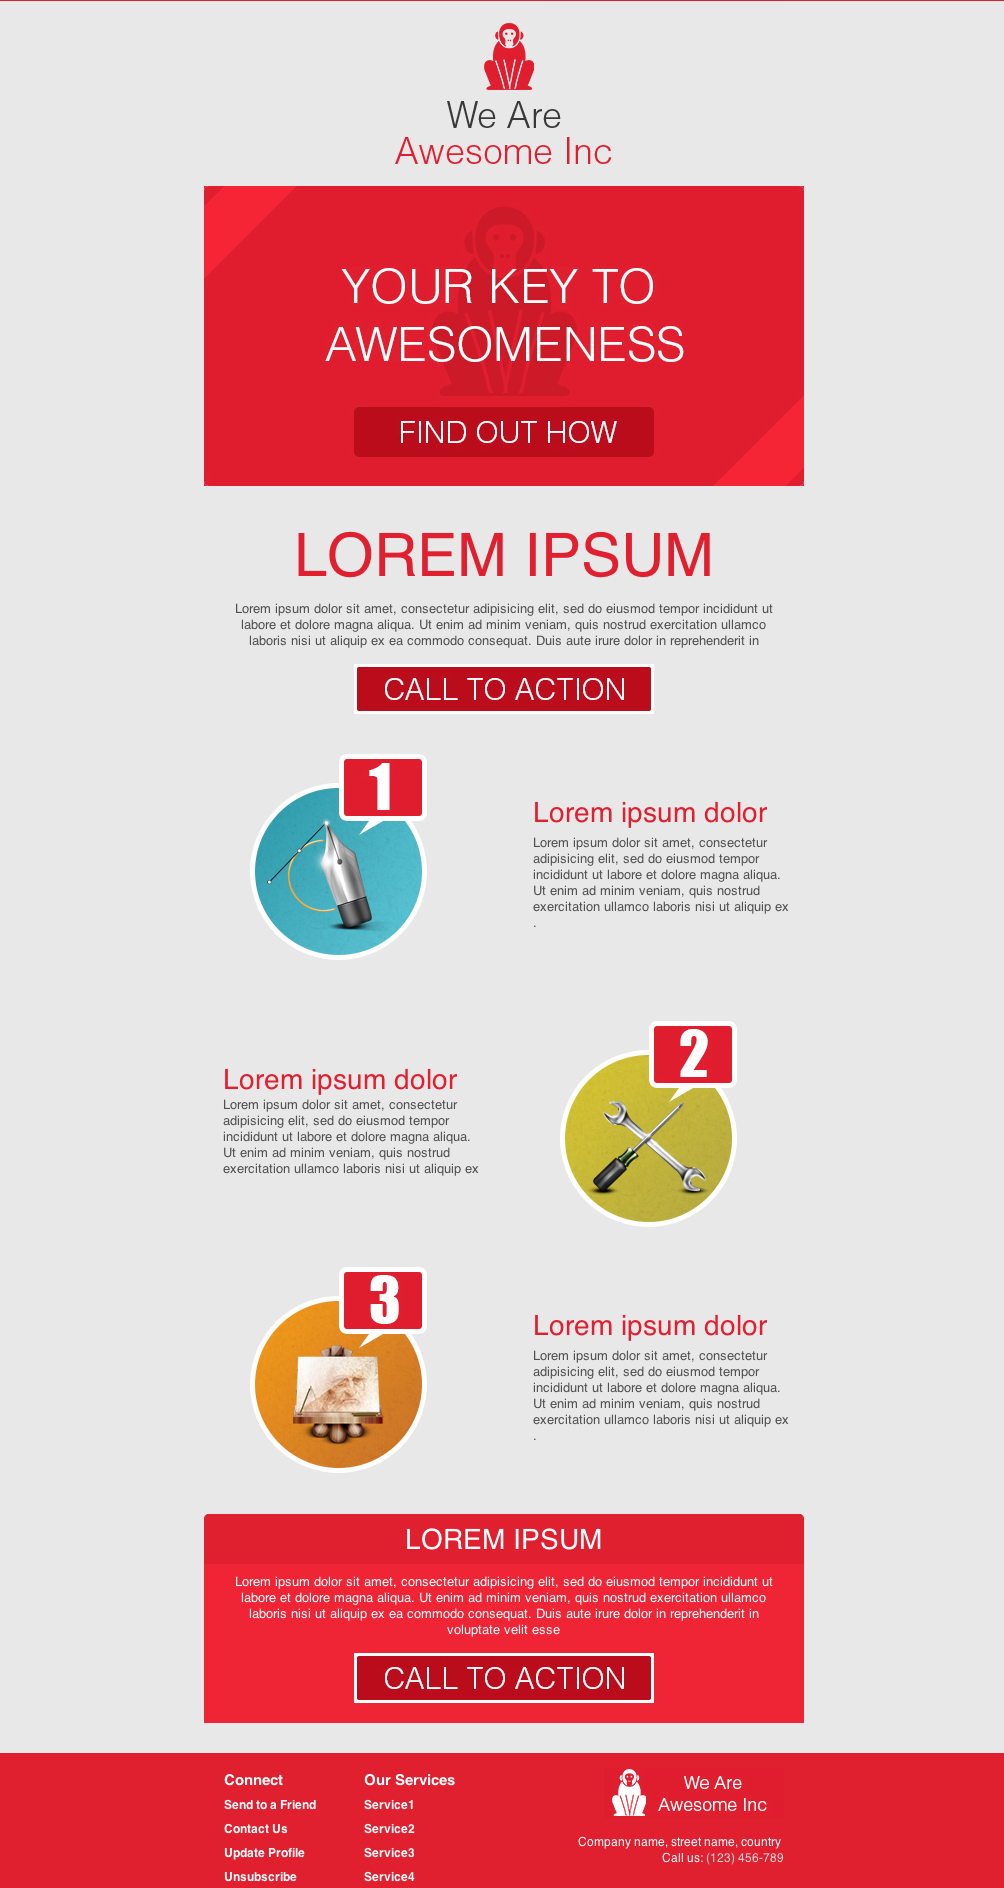 We Are
Awesome Inc
YOUR KEY TO
AWESOMENESS
FIND OUT HOW
LOREM IPSUM
Lorem ipsum dolor sit amet, consectetur adipisicing elit, sed do eiusmod tempor incididunt ut
labore et dolore magna aliqua. Ut enim ad minim veniam, quis nostrud exercitation ullamco
laboris nisi ut aliquip ex ea commodo consequat. Duis aute irure dolor in reprehenderit in
CALL TO ACTION
1
Lorem ipsum dolor
Lorem ipsum dolor sit amet, consectetur
adipisicing elit, sed do eiusmod tempor
incididunt ut labore et dolore magna aliqua.
Ut enim ad minim veniam, quis nostrud
exercitation ullamco laboris nisi ut aliquip ex
.
2
Lorem ipsum dolor
Lorem ipsum dolor sit amet, consectetur
adipisicing elit, sed do eiusmod tempor
incididunt ut labore et dolore magna aliqua.
Ut enim ad minim veniam, quis nostrud
exercitation ullamco laboris nisi ut aliquip ex
3
Lorem ipsum dolor
Lorem ipsum dolor sit amet, consectetur
adipisicing elit, sed do eiusmod tempor
incididunt ut labore et dolore magna aliqua.
Ut enim ad minim veniam, quis nostrud
exercitation ullamco laboris nisi ut aliquip ex
.
LOREM IPSUM
Lorem ipsum dolor sit amet, consectetur adipisicing elit, sed do eiusmod tempor incididunt ut
labore et dolore magna aliqua. Ut enim ad minim veniam, quis nostrud exercitation ullamco
laboris nisi ut aliquip ex ea commodo consequat. Duis aute irure dolor in reprehenderit in
voluptate velit esse
CALL TO ACTION
Connect
Send to a Friend
Contact Us
Update Profile
Unsubscribe
Our Services
Service1
Service2
Service3
Service4
We Are
Awesome Inc
Company name, street name, country
Call us: (123) 456-789